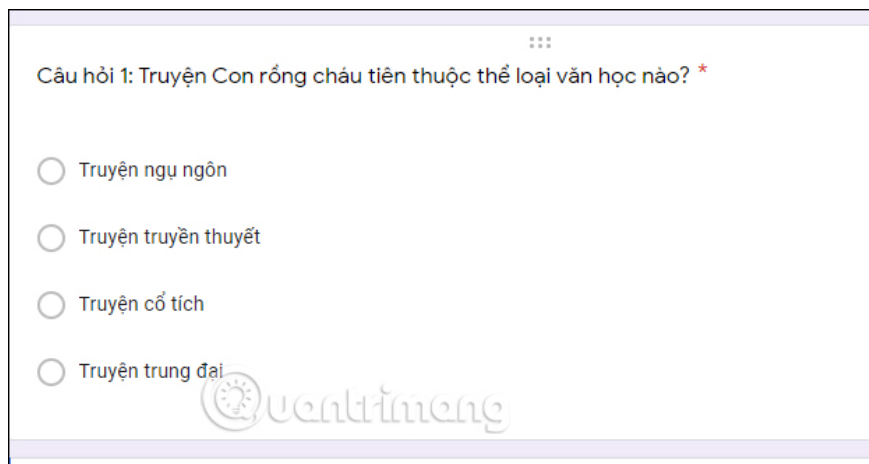 Câu hỏi 1: Truyện Con rồng cháu tiên thuộc thể loại văn học nào? *
Truyện ngụ ngôn
Truyện truyền thuyết
Truyện cổ tích
Truyện trung đại
Quantrimang